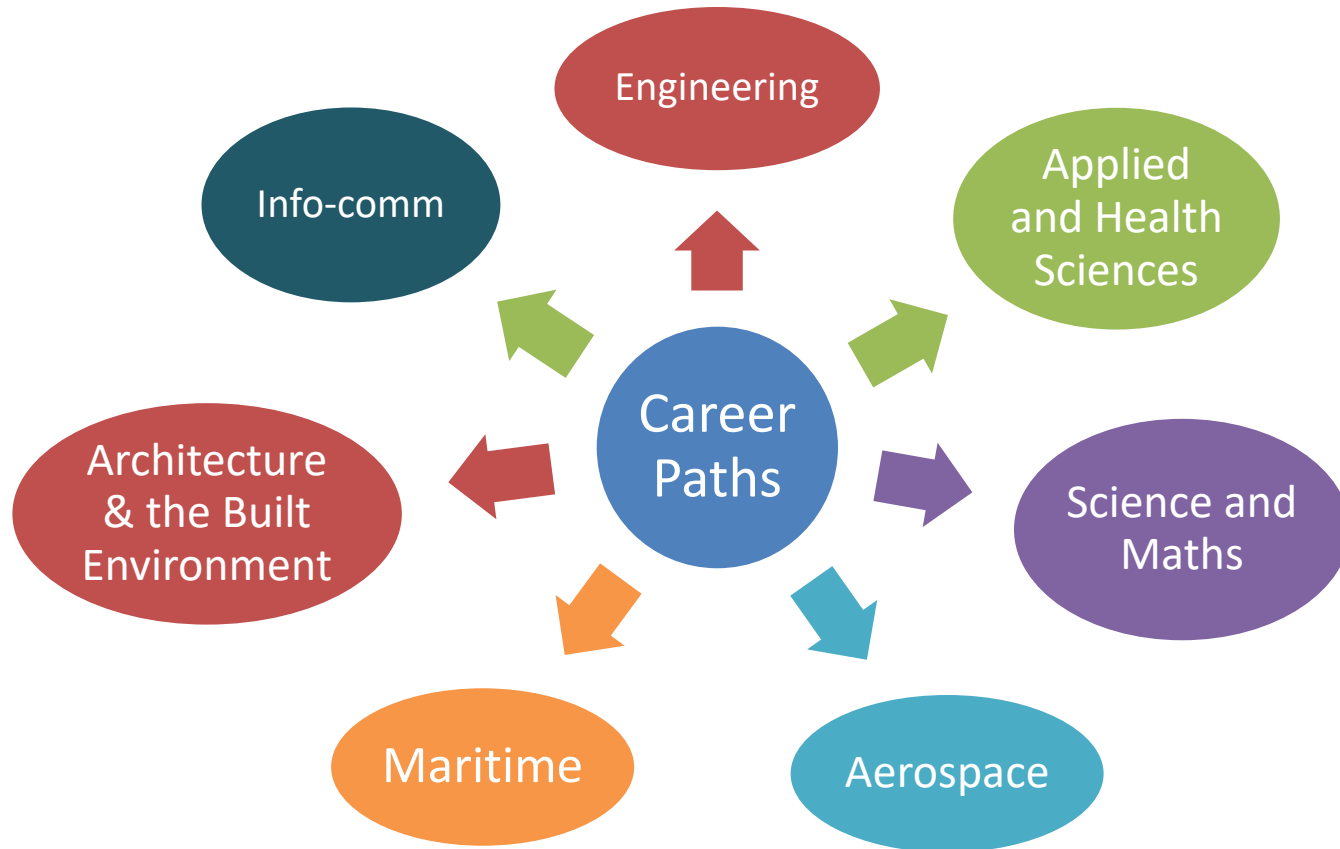 Engineering
Info-comm
Applied
and Health
Sciences
Career
Paths
Architecture
& the Built
Environment
Science and
Maths
Maritime
Aerospace